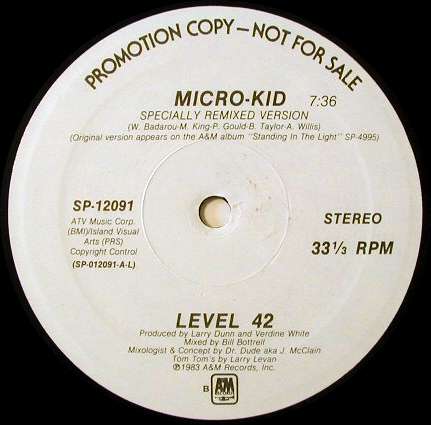 PROMOTION COPY — NOT FOR SALE
MICRO-KID 7:36
SPECIALLY REMIXED VERSION
(W. Badarou-M. King-P. Gould-B. Taylor-A. Willis)
(Original version appears on the A&M album "Standing In The Light" SP-4995)
SP-12091
ATV Music Corp.
(BMI)/Island Visual
Arts (PRS)
Copyright Control
(SP-012091-A-L)
STEREO
33 1/3 RPM
LEVEL 42
Produced by Larry Dunn and Verdine White
Mixed by Bill Bottrell
Mixologist & Concept by Dr. Dude aka J. McClain
Tom Tom's by Larry Levan
℗1983 A&M Records, Inc.
B
A&M
RECORDS